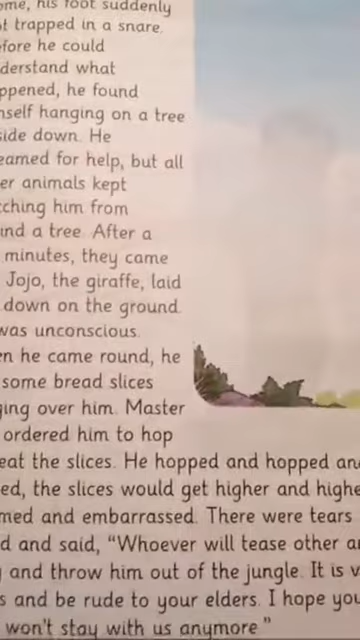 ome, his foot suddenly
ot trapped in a snare.
fore he could
derstand what
ppened, he found
mself hanging on a tree
side down. He
eamed for help, but all
er animals kept
tching him from
ind a tree. After a
minutes, they came
Jojo, the giraffe, laid
down on the ground.
was unconscious.
en he came round, he
some bread slices
ging over him. Master
ordered him to hop
eat the slices. He hopped and hopped an
ed, the slices would get higher and highe
med and embarrassed. There were tears
d and said, "Whoever will tease other a
and throw him out of the jungle. It is v
s and be rude to your elders. I hope you
won't stay with us anymore."